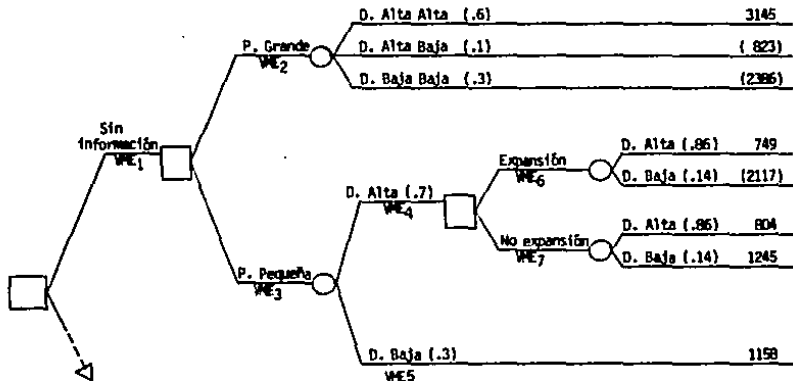 D. Alta Alta (.6) 3145
P. Grande D. Alta Baja (.1) ( 823)
VME2
D. Baja Baja (.3) (2386)
Sin
información
VME1
D. Alta (.86) 749
Expansión
VME6
D. Baja (.14) (2117)
D. Alta (.7)
VME4
D. Alta (.86) 804
No expansión
VME7
D. Baja (.14) 1245
P. Pequeña
VME3
D. Baja (.3) 1158
VME5